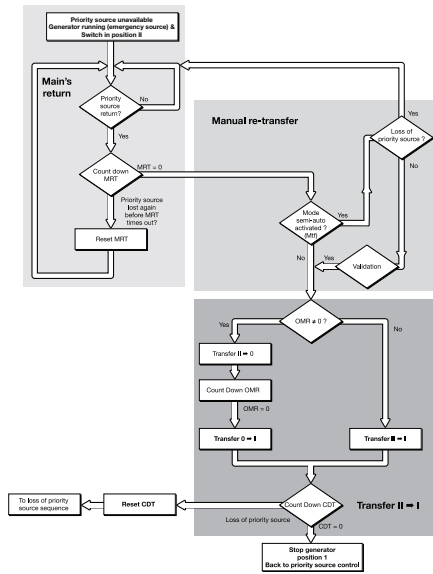 Priority source unavailable
Generator running (emergency source) &
Switch in position II
Main's
return
Priority
source
return?
No
Yes
Count down
MRT
MRT = 0
Priority source
lost again
before MRT
times out?
Reset MRT
Manual re-transfer
Yes
Loss of
priority source ?
No
Mode
semi-auto
activated ?
(Mtf)
Yes
No
Yes
Validation
OMR ≠ 0 ?
Yes
No
Transfer II ➡ 0
Count Down OMR
OMR = 0
Transfer 0 ➡ I
Transfer II ➡ I
To loss of priority
source sequence
Reset CDT
Count Down CDT
Loss of priority source
Transfer II ➡ I
CDT = 0
Stop generator
position 1
Back to priority source control